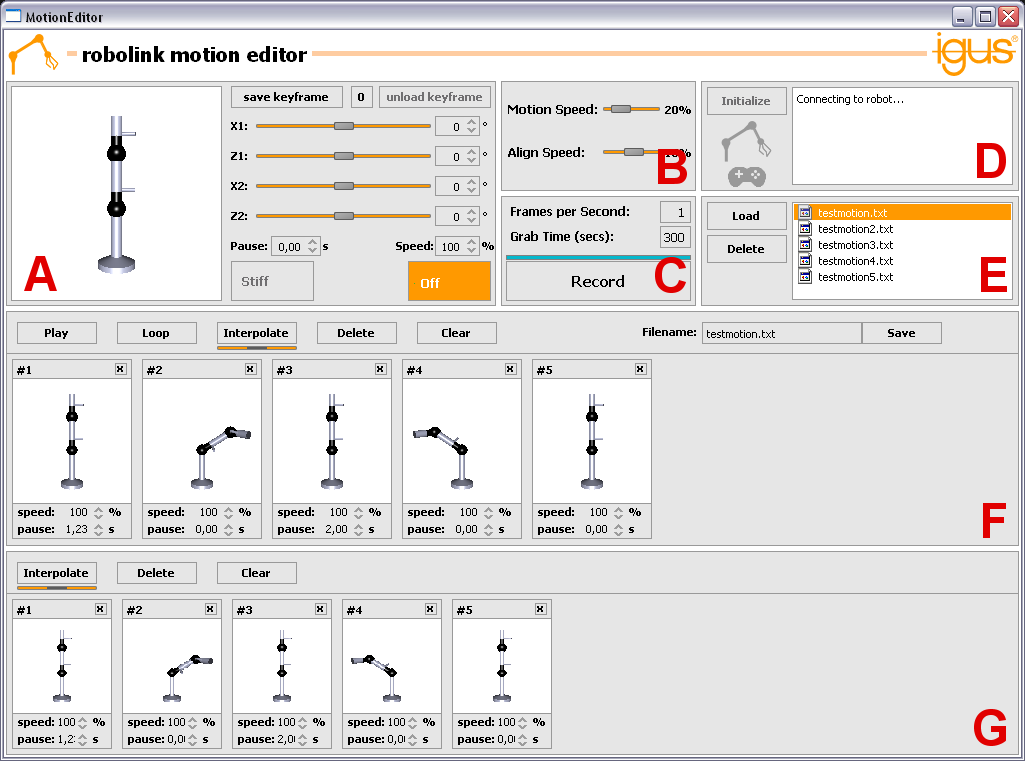 MotionEditor
robolink motion editor
igus®
save keyframe 0 unload keyframe
X1: 0 °
Z1: 0 °
X2: 0 °
Z2: 0 °
Pause: 0,00 s Speed: 100 %
Stiff Off
A
Motion Speed: 20%
Align Speed: %
B
Frames per Second: 1
Grab Time (secs): 300
Record
C
Initialize
Connecting to robot...
D
Load
Delete
testmotion.txt
testmotion2.txt
testmotion3.txt
testmotion4.txt
testmotion5.txt
E
Play Loop Interpolate Delete Clear Filename: testmotion.txt Save
#1 #2 #3 #4 #5
speed: 100 % speed: 100 % speed: 100 % speed: 100 % speed: 100 %
pause: 1,23 s pause: 0,00 s pause: 2,00 s pause: 0,00 s pause: 0,00 s
F
Interpolate Delete Clear
#1 #2 #3 #4 #5
speed: 100 % speed: 100 % speed: 100 % speed: 100 % speed: 100 %
pause: 1,2 s pause: 0,0 s pause: 2,0 s pause: 0,0 s pause: 0,0 s
G